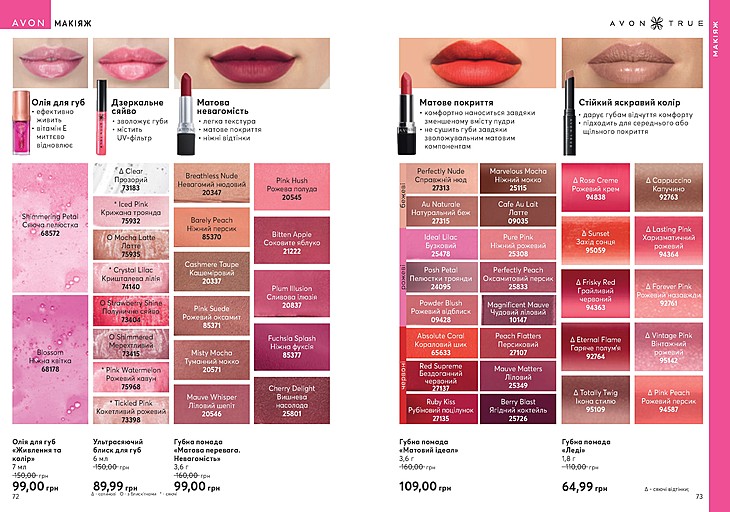 AVON МАКІЯЖ
Олія для губ
• ефективно
живить
• вітамін Е
миттєво
відновлює
Дзеркальне
сяйво
• зволожує губи
• містить
UV-фільтр
Матова
невагомість
• легка текстура
• матове покриття
• ніжні відтінки
Shimmering Petal
Сяюча пелюстка
68572
Blossom
Ніжна квітка
68178
Δ Clear
Прозорий
73183
* Iced Pink
Крижана троянда
75932
O Mocha Latte
Латте
75935
* Crystal Lilac
Кришталева лілія
74140
O Strawberry Shine
Полуничне сяйво
73404
O Shimmered
Мерехтливий
73415
* Pink Watermelon
Рожевий кавун
75968
* Tickled Pink
Кокетливий рожевий
73398
Breathless Nude
Невагомий нюдовий
20347
Barely Peach
Ніжний персик
85370
Cashmere Taupe
Кашеміровий
20337
Pink Suede
Рожевий оксамит
85371
Misty Mocha
Туманний мокко
20571
Mauve Whisper
Ліловий шепіт
20546
Pink Hush
Рожева полуда
20545
Bitten Apple
Соковите яблуко
21222
Plum Illusion
Сливова ілюзія
20837
Fuchsia Splash
Ніжна фуксія
85377
Cherry Delight
Вишнева
насолода
25801
Олія для губ
«Живлення та
колір»
7 мл
150,00 грн
99,00 грн
Ультрасяючий
блиск для губ
6 мл
150,00 грн
89,99 грн
Губна помада
«Матова перевага.
Невагомість»
3,6 г
160,00 грн
99,00 грн
72
AVON TRUE
МАКІЯЖ
Матове покриття
• комфортно наноситься завдяки
зменшеному вмісту пудри
• не сушить губи завдяки
зволожувальним матовим
компонентам
Стійкий яскравий колір
• дарує губам відчуття комфорту
• підходить для середнього або
щільного покриття
бежеві
рожеві
червоні
Perfectly Nude
Справжній нюд
27313
Au Naturale
Натуральний беж
27315
Ideal Lilac
Бузковий
25478
Posh Petal
Пелюстки троянди
24095
Powder Blush
Рожевий відблиск
09428
Absolute Coral
Кораловий шик
65633
Red Supreme
Бездоганний
червоний
27137
Ruby Kiss
Рубіновий поцілунок
27135
Marvelous Mocha
Ніжний мокко
25115
Cafe Au Lait
Латте
09035
Pure Pink
Ніжний рожевий
25308
Perfectly Peach
Оксамитовий персик
25833
Magnificent Mauve
Чудовий ліловий
10147
Peach Flatters
Персиковий
27107
Mauve Matters
Ліловий
25349
Berry Blast
Ягідний коктейль
25726
Δ Rose Creme
Рожевий крем
94838
Δ Sunset
Захід сонця
95059
Δ Frisky Red
Грайливий
червоний
94363
Δ Eternal Flame
Гаряче полум'я
92764
Δ Totally Twig
Ікона стилю
95109
Δ Cappuccino
Капучино
92763
Δ Lasting Pink
Харизматичний
рожевий
94364
Δ Forever Pink
Рожевий назавжди
92761
Δ Vintage Pink
Вінтажний
рожевий
95142
Δ Pink Peach
Рожевий персик
94587
Губна помада
«Матовий ідеал»
3,6 г
160,00 грн
109,00 грн
Губна помада
«Леді»
1,8 г
110,00 грн
64,99 грн
Δ - сяючі відтінки;
73